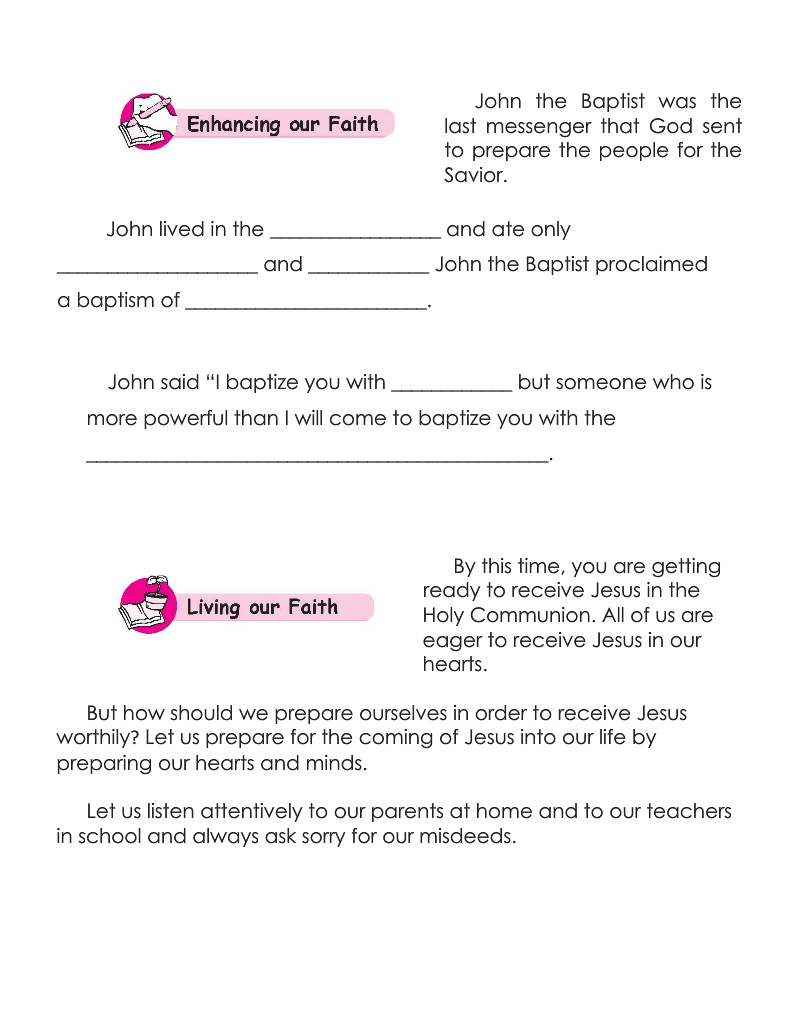 Enhancing our Faith
John the Baptist was the
last messenger that God sent
to prepare the people for the
Savior.
John lived in the _________________ and ate only
____________________ and ____________ John the Baptist proclaimed
a baptism of ________________________.
John said “I baptize you with ____________ but someone who is
more powerful than I will come to baptize you with the
______________________________________________.
Living our Faith
By this time, you are getting
ready to receive Jesus in the
Holy Communion. All of us are
eager to receive Jesus in our
hearts.
But how should we prepare ourselves in order to receive Jesus
worthily? Let us prepare for the coming of Jesus into our life by
preparing our hearts and minds.
Let us listen attentively to our parents at home and to our teachers
in school and always ask sorry for our misdeeds.